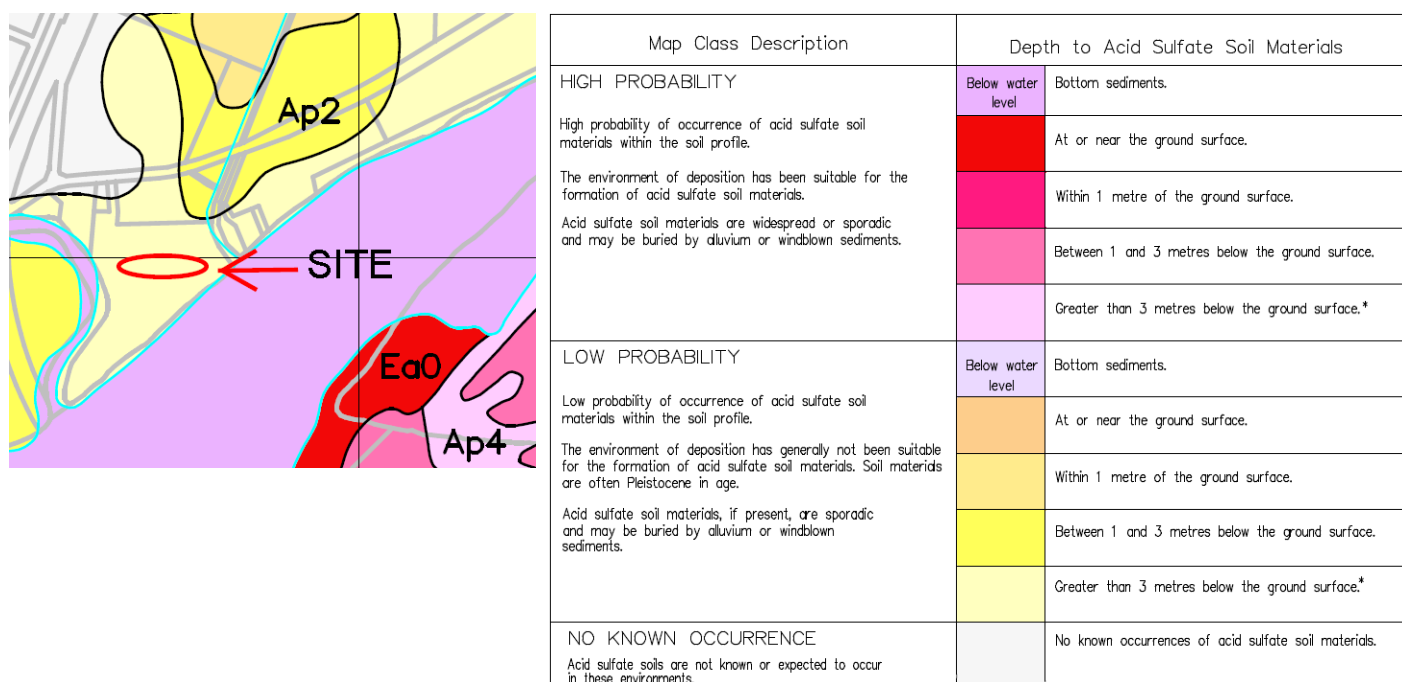 Ap2
SITE
Ea0
Ap4
Map Class Description
Depth to Acid Sulfate Soil Materials
HIGH PROBABILITY
High probability of occurrence of acid sulfate soil
materials within the soil profile.
The environment of deposition has been suitable for the
formation of acid sulfate soil materials.
Acid sulfate soil materials are widespread or sporadic
and may be buried by alluvium or windblown sediments.
Below water
level
Bottom sediments.
At or near the ground surface.
Within 1 metre of the ground surface.
Between 1 and 3 metres below the ground surface.
Greater than 3 metres below the ground surface.*
LOW PROBABILITY
Low probability of occurrence of acid sulfate soil
materials within the soil profile.
The environment of deposition has generally not been suitable
for the formation of acid sulfate soil materials. Soil materials
are often Pleistocene in age.
Acid sulfate soil materials, if present, are sporadic
and may be buried by alluvium or windblown
sediments.
Below water
level
Bottom sediments.
At or near the ground surface.
Within 1 metre of the ground surface.
Between 1 and 3 metres below the ground surface.
Greater than 3 metres below the ground surface.*
NO KNOWN OCCURRENCE
Acid sulfate soils are not known or expected to occur
in these environments.
No known occurrences of acid sulfate soil materials.